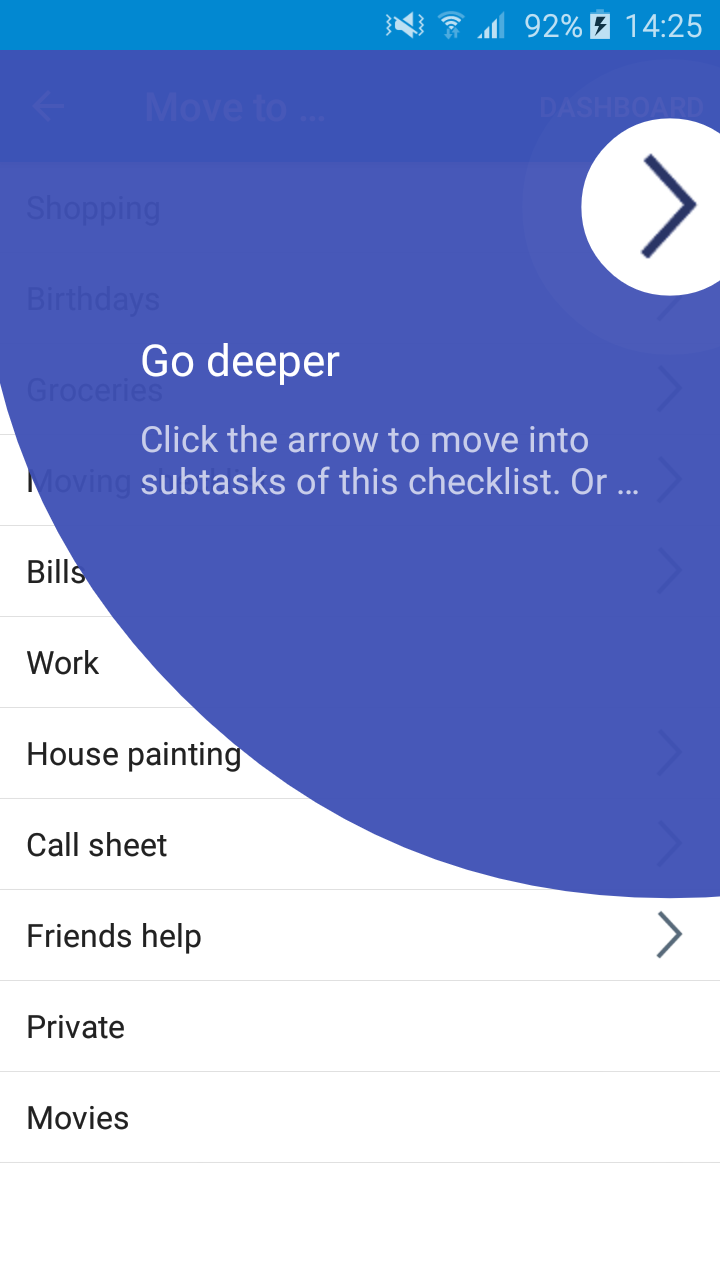 92% 14:25
Move to ... DASHBOARD
Shopping
Birthdays
Go deeper
Groceries
Click the arrow to move into
Moving checkli
subtasks of this checklist. Or ...
Bills
Work
House painting
Call sheet
Friends help
Private
Movies